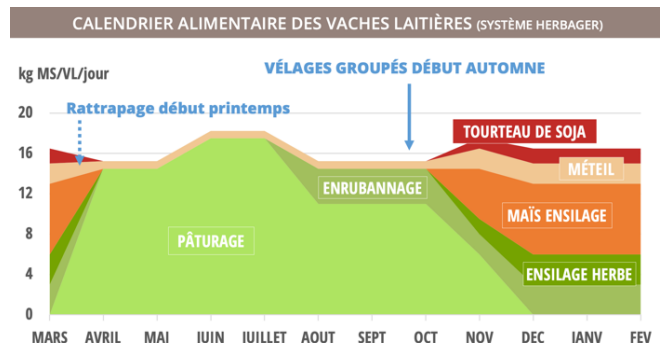 CALENDRIER ALIMENTAIRE DES VACHES LAITIÈRES (SYSTÈME HERBAGER)
kg MS/VL/jour
VÉLAGES GROUPÉS DÉBUT AUTOMNE
Rattrapage début printemps
20
16
12
8
4
0
TOURTEAU DE SOJA
MÉTEIL
ENRUBANNAGE
MAÏS ENSILAGE
PÂTURAGE
ENSILAGE HERBE
MARS AVRIL MAI JUIN JUILLET AOUT SEPT OCT NOV DEC JANV FEV